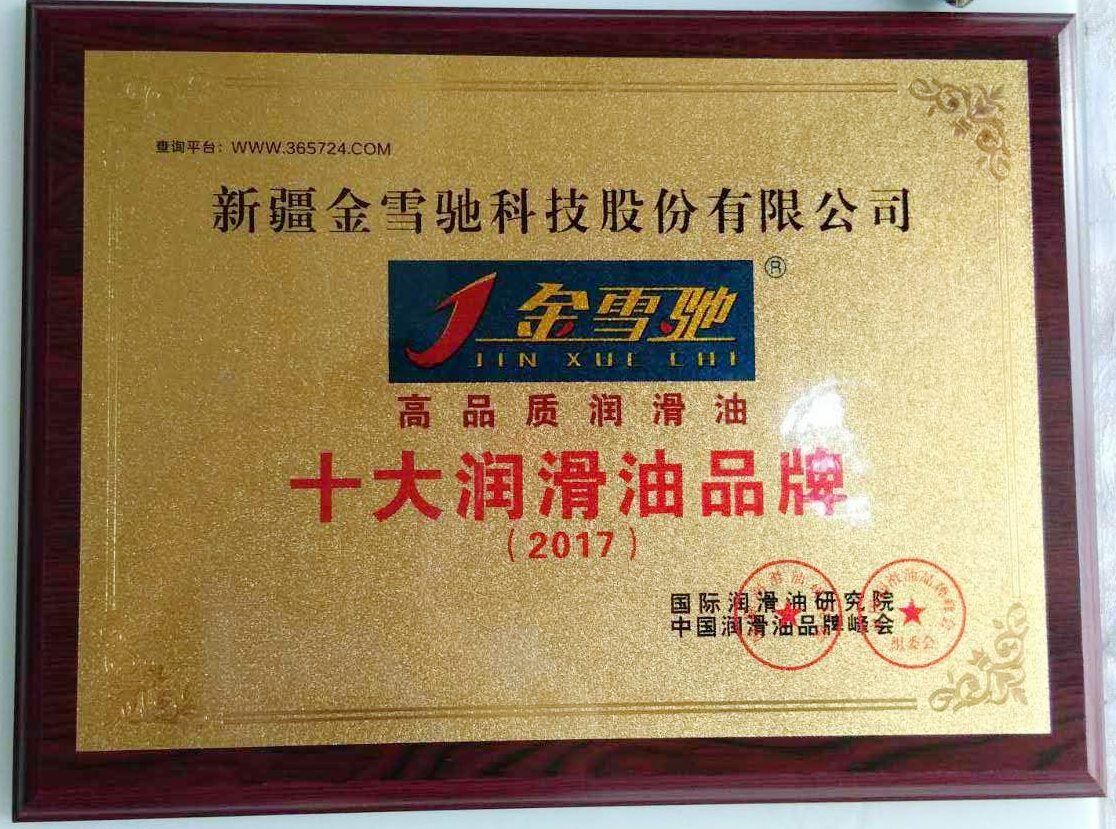 查询平台：WWW.365724.COM
新疆金雪驰科技股份有限公司
金雪驰®
JIN XUE CHI
高品质润滑油
十大润滑油品牌
（2017）
国际润滑油研究院
中国润滑油品牌峰会
组委会